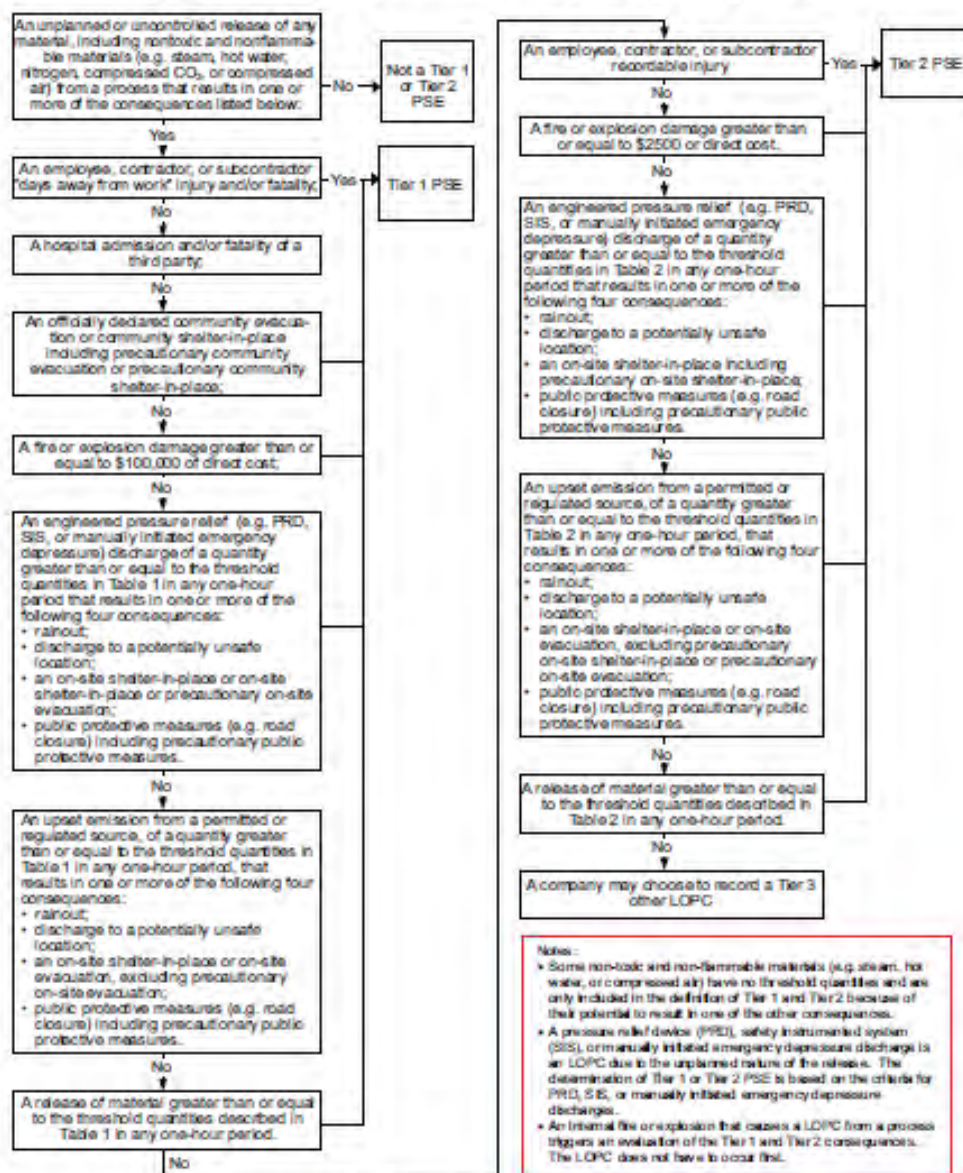 An unplanned or uncontrolled release of any
material, including nontoxic and nonflamma-
ble materials (e.g. steam, hot water,
nitrogen, compressed CO₂, or compressed
air) from a process that results in one or
more of the consequences listed below:
No
Not a Tier 1
or Tier 2
PSE
Yes
An employee, contractor, or subcontractor
"days away from work" injury and/or fatality;
Yes
Tier 1 PSE
No
A hospital admission and/or fatality of a
third party;
No
An officially declared community evacua-
tion or community shelter-in-place
including precautionary community
evacuation or precautionary community
shelter-in-place;
No
A fire or explosion damage greater than or
equal to $100,000 of direct cost;
No
An engineered pressure relief (e.g. PRD,
SIS, or manually initiated emergency
depressure) discharge of a quantity
greater than or equal to the threshold
quantities in Table 1 in any one-hour
period that results in one or more of the
following four consequences:
• rainout;
• discharge to a potentially unsafe
location;
• an on-site shelter-in-place or on-site
shelter-in-place or precautionary on-site
evacuation;
• public protective measures (e.g. road
closure) including precautionary public
protective measures.
No
An upset emission from a permitted or
regulated source, of a quantity greater
than or equal to the threshold quantities in
Table 1 in any one-hour period, that
results in one or more of the following four
consequences:
• rainout;
• discharge to a potentially unsafe
location;
• an on-site shelter-in-place or on-site
evacuation, excluding precautionary
on-site evacuation;
• public protective measures (e.g. road
closure) including precautionary public
protective measures.
No
A release of material greater than or equal
to the threshold quantities described in
Table 1 in any one-hour period.
No
An employee, contractor, or subcontractor
recordable injury
Yes
Tier 2 PSE
No
A fire or explosion damage greater than
or equal to $2500 or direct cost.
No
An engineered pressure relief (e.g. PRD,
SIS, or manually initiated emergency
depressure) discharge of a quantity
greater than or equal to the threshold
quantities in Table 2 in any one-hour
period that results in one or more of the
following four consequences:
• rainout;
• discharge to a potentially unsafe
location;
• an on-site shelter-in-place including
precautionary on-site shelter-in-place;
• public protective measures (e.g. road
closure) including precautionary public
protective measures.
No
An upset emission from a permitted or
regulated source, of a quantity greater
than or equal to the threshold quantities in
Table 2 in any one-hour period, that
results in one or more of the following four
consequences:
• rainout;
• discharge to a potentially unsafe
location;
• an on-site shelter-in-place or on-site
evacuation, excluding precautionary
on-site shelter-in-place or precautionary
on-site evacuation;
• public protective measures (e.g. road
closure) including precautionary public
protective measures.
No
A release of material greater than or equal
to the threshold quantities described in
Table 2 in any one-hour period.
No
A company may choose to record a Tier 3
other LOPC
Notes:
• Some non-toxic and non-flammable materials (e.g. steam, hot
water, or compressed air) have no threshold quantities and are
only included in the definition of Tier 1 and Tier 2 because of
their potential to result in one of the other consequences.
• A pressure relief device (PRD), safety instrumented system
(SIS), or manually initiated emergency depressure discharge is
an LOPC due to the unplanned nature of the release. The
determination of Tier 1 or Tier 2 PSE is based on the criteria for
PRD, SIS, or manually initiated emergency depressure
discharges.
• An Internal fire or explosion that causes a LOPC from a process
triggers an evaluation of the Tier 1 and Tier 2 consequences.
The LOPC does not have to occur first.